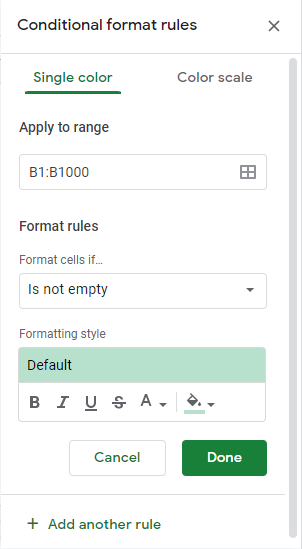 Conditional format rules
Single color
Color scale
Apply to range
B1:B1000
Format rules
Format cells if…
Is not empty
Formatting style
Default
B I U S A
Cancel
Done
+ Add another rule